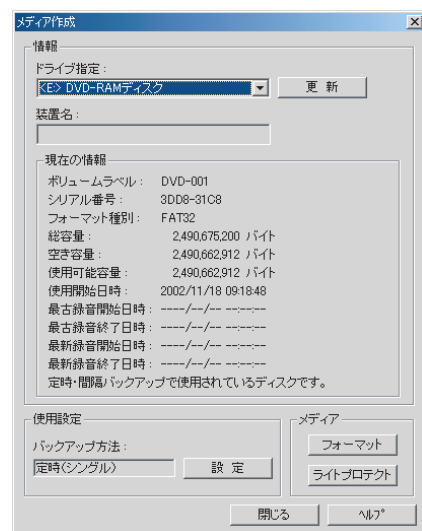 メディア作成
情報
ドライブ指定：
<E:> DVD-RAMディスク
更 新
装置名：
現在の情報
ボリュームラベル： DVD-001
シリアル番号： 3DD8-31C8
フォーマット種別： FAT32
総容量： 2,490,675,200 バイト
空き容量： 2,490,662,912 バイト
使用可能容量： 2,490,662,912 バイト
使用開始日時： 2002/11/18 09:18:48
最古録音開始日時： ----/--/-- --:--:--
最古録音終了日時： ----/--/-- --:--:--
最新録音開始日時： ----/--/-- --:--:--
最新録音終了日時： ----/--/-- --:--:--
定時・間隔バックアップで使用されているディスクです。
使用設定
バックアップ方法：
定時(シングル)
設 定
メディア
フォーマット
ライトプロテクト
閉じる
ﾍﾙﾌﾟ